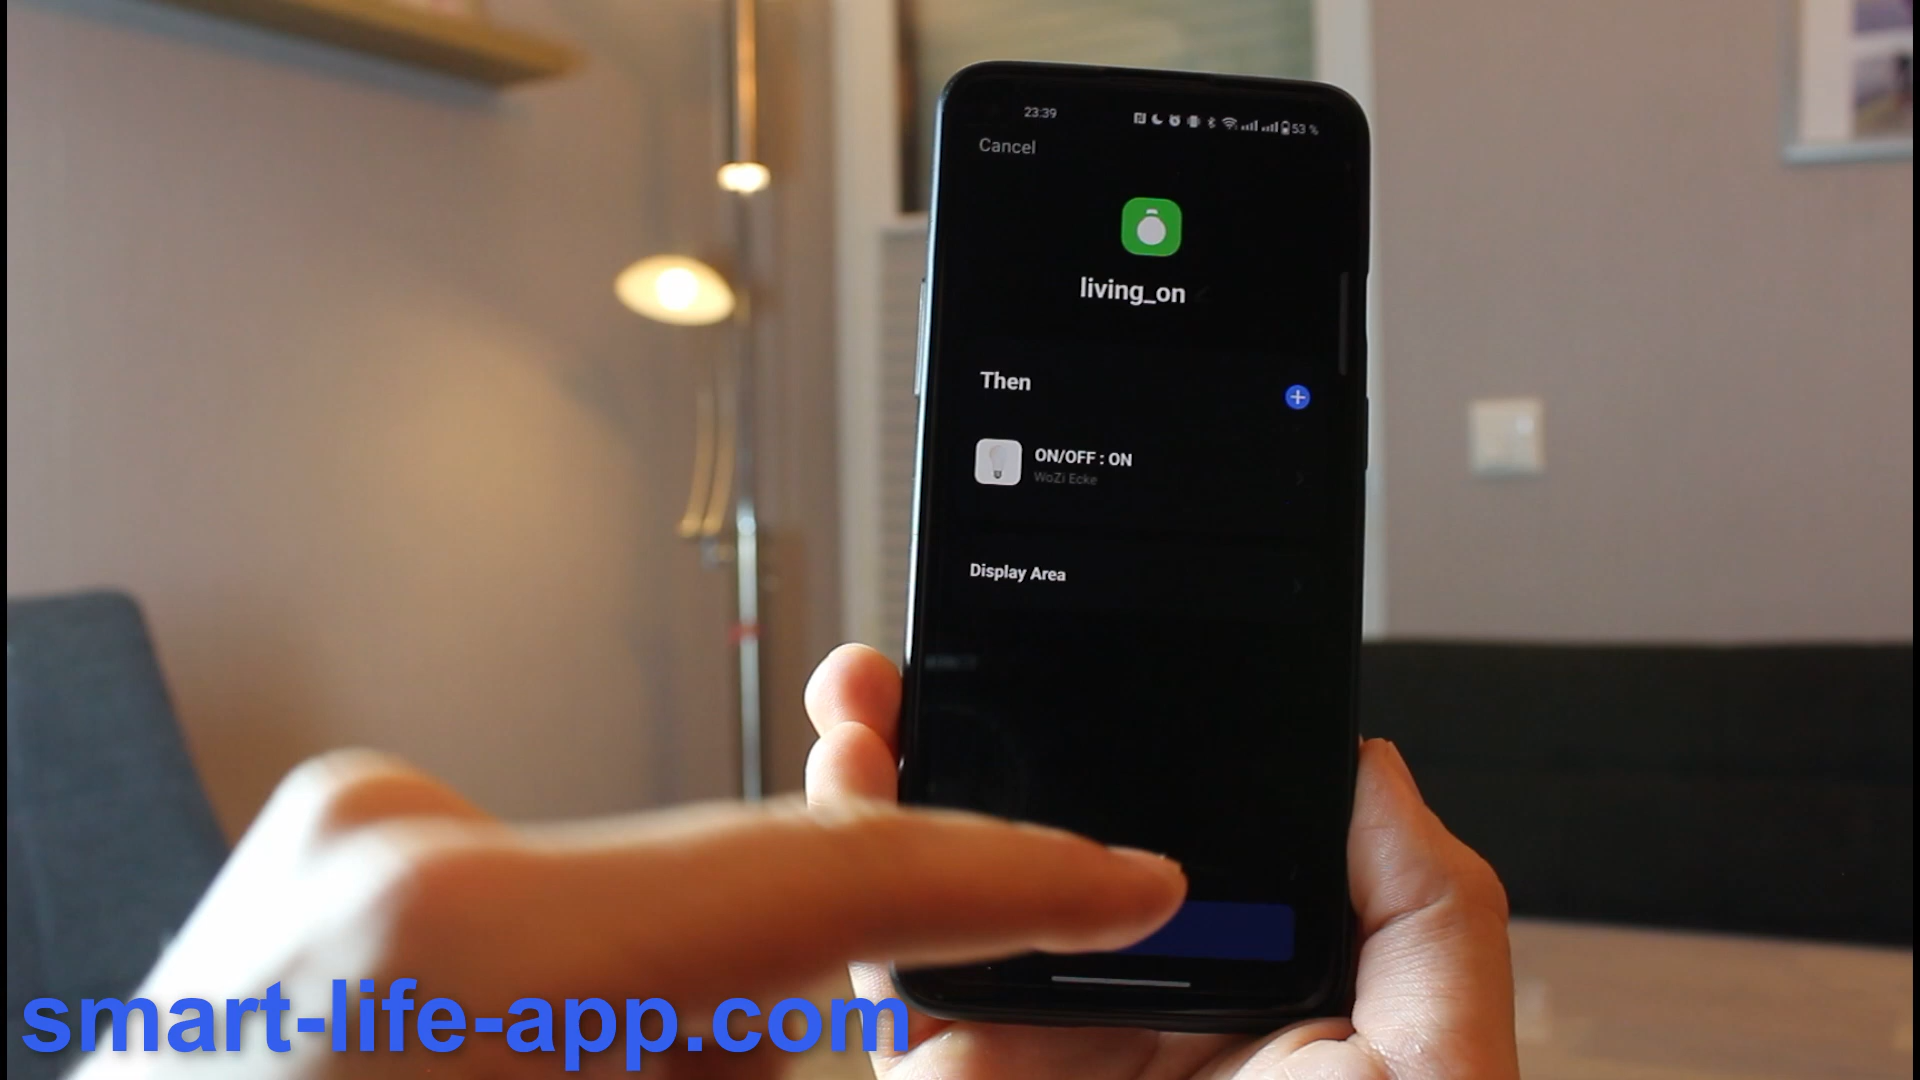 23:39
53 %
Cancel
living_on
Then
ON/OFF : ON
WoZi Ecke
Display Area
smart-life-app.com